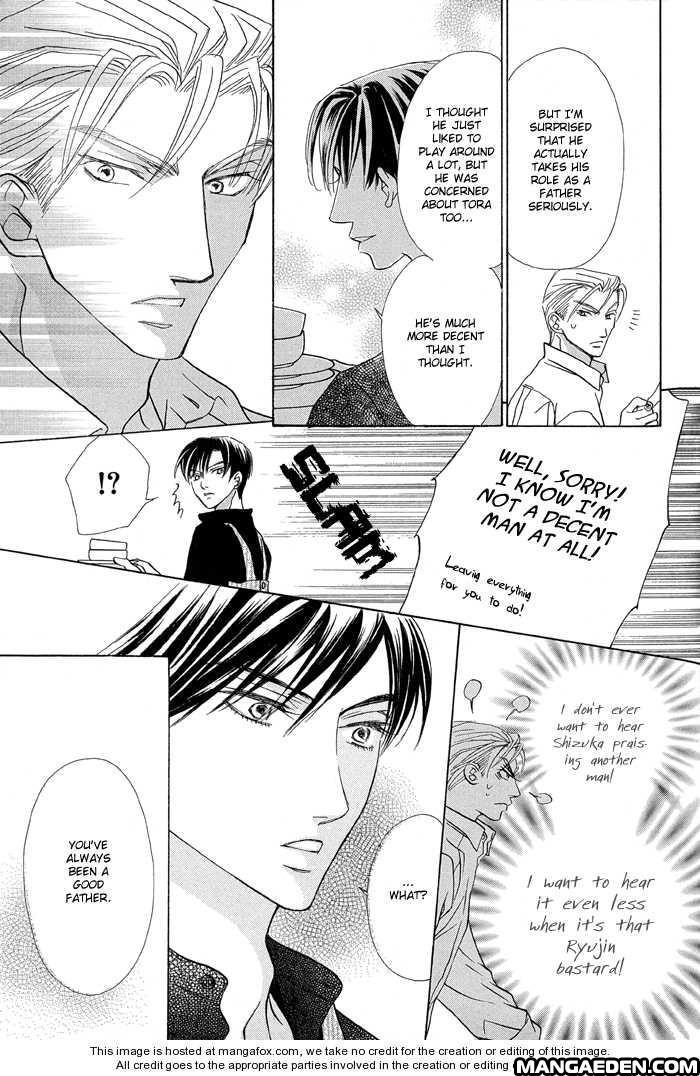 BUT I'M
SURPRISED
THAT HE
ACTUALLY
TAKES HIS
ROLE AS A
FATHER
SERIOUSLY.
I THOUGHT
HE JUST
LIKED TO
PLAY AROUND
A LOT, BUT
HE WAS
CONCERNED
ABOUT TORA
TOO...
HE'S MUCH
MORE DECENT
THAN I
THOUGHT.
WELL, SORRY!
I KNOW I'M
NOT A DECENT
MAN AT ALL!
Leaving everything
for you to do!
SLAM
!?
I don't ever
want to hear
Shizuka prais-
ing another
man!
I want to hear
it even less
when it's that
Ryujin
bastard!
...
WHAT?
YOU'VE
ALWAYS
BEEN A
GOOD
FATHER.
This image is hosted at mangafox.com, we take no credit for the creation or editing of this image.
All credit goes to the appropriate parties involved in the creation or editing
MANGAEDEN.COM